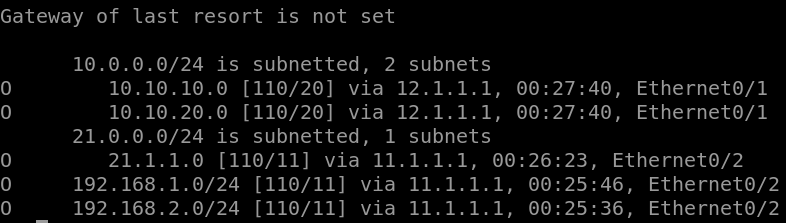 Gateway of last resort is not set

      10.0.0.0/24 is subnetted, 2 subnets
O        10.10.10.0 [110/20] via 12.1.1.1, 00:27:40, Ethernet0/1
O        10.10.20.0 [110/20] via 12.1.1.1, 00:27:40, Ethernet0/1
      21.0.0.0/24 is subnetted, 1 subnets
O        21.1.1.0 [110/11] via 11.1.1.1, 00:26:23, Ethernet0/2
O     192.168.1.0/24 [110/11] via 11.1.1.1, 00:25:46, Ethernet0/2
O     192.168.2.0/24 [110/11] via 11.1.1.1, 00:25:36, Ethernet0/2